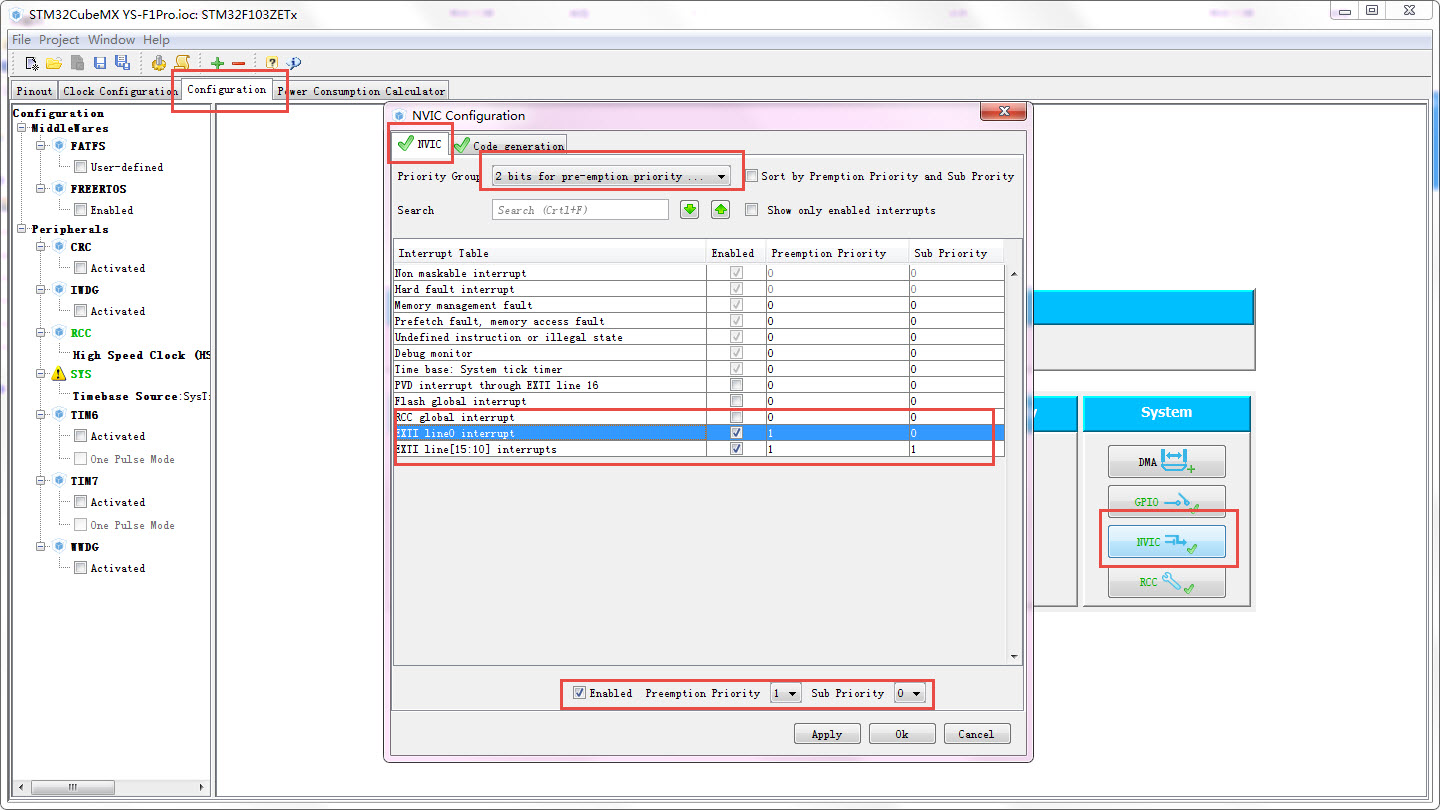 STM32CubeMX YS-F1Pro.ioc: STM32F103ZETx
File Project Window Help
Pinout Clock Configuration Configuration Power Consumption Calculator
Configuration
MiddleWares
FATFS
User-defined
FREERTOS
Enabled
Peripherals
CRC
Activated
IWDG
Activated
RCC
High Speed Clock (HS
SYS
Timebase Source:SysTi
TIM6
Activated
One Pulse Mode
TIM7
Activated
One Pulse Mode
WWDG
Activated
NVIC Configuration
NVIC Code generation
Priority Group 2 bits for pre-emption priority ... Sort by Premption Priority and Sub Prority
Search Search (Crtl+F) Show only enabled interrupts
Interrupt Table Enabled Preemption Priority Sub Priority
Non maskable interrupt 0 0
Hard fault interrupt 0 0
Memory management fault 0 0
Prefetch fault, memory access fault 0 0
Undefined instruction or illegal state 0 0
Debug monitor 0 0
Time base: System tick timer 0 0
PVD interrupt through EXTI line 16 0 0
Flash global interrupt 0 0
RCC global interrupt 0 0
EXTI line0 interrupt 1 0
EXTI line[15:10] interrupts 1 1
Enabled Preemption Priority 1 Sub Priority 0
Apply Ok Cancel
y
System
DMA
GPIO
NVIC
RCC